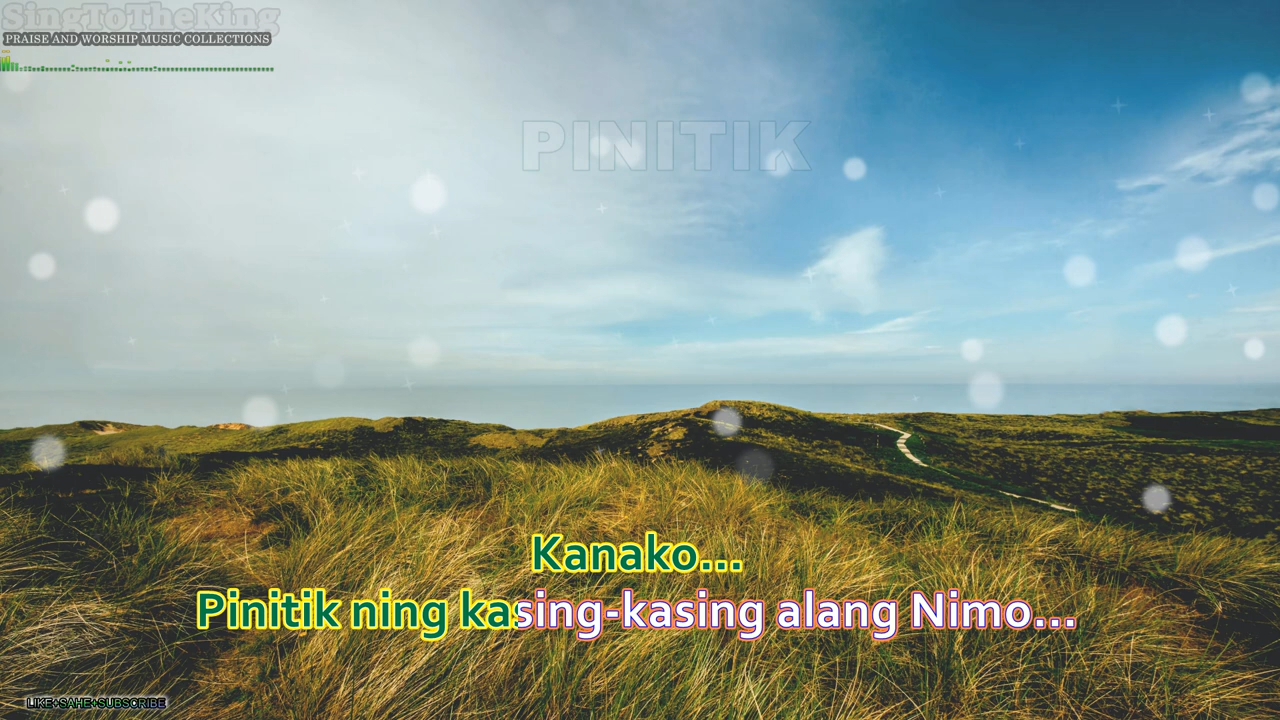 SingToTheKing
PRAISE AND WORSHIP MUSIC COLLECTIONS
PINITIK
Kanako...
Pinitik ning kasing-kasing alang Nimo...
LIKE+SAHE+SUBSCRIBE